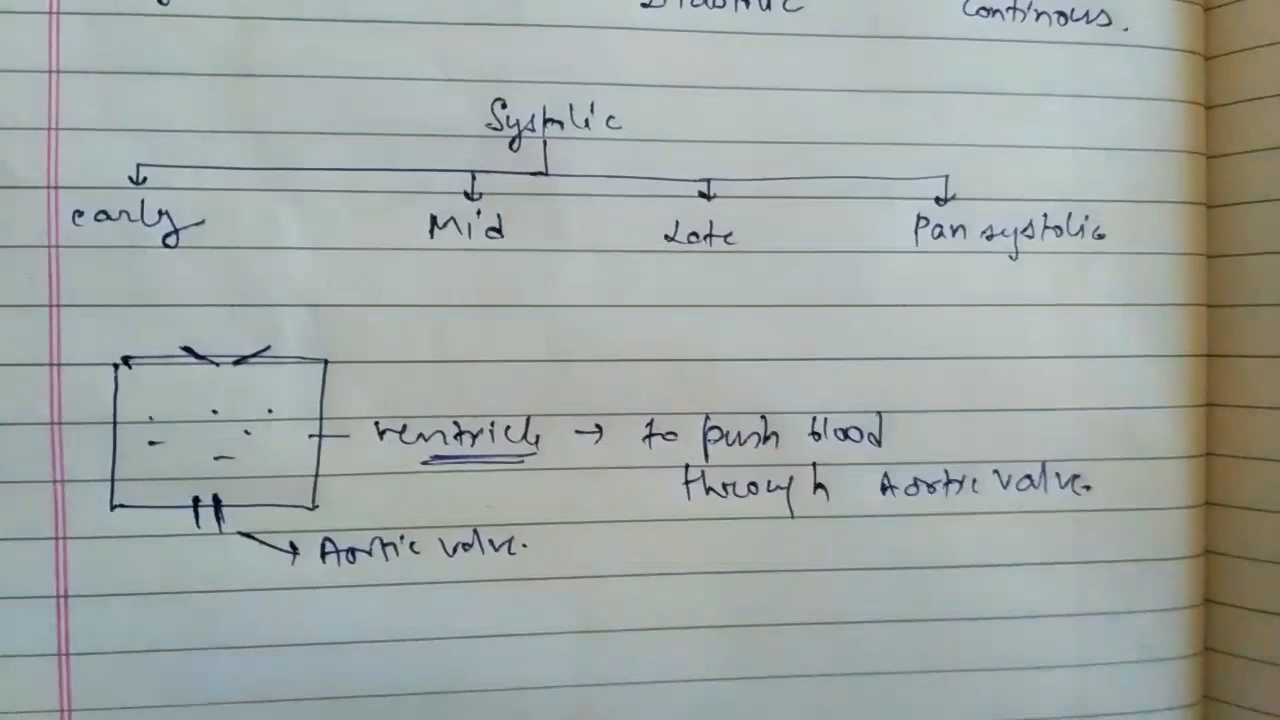 Continous.
Systolic
early Mid Late Pan systolic
ventricle → to push blood
through Aortic valve.
Aortic valve.